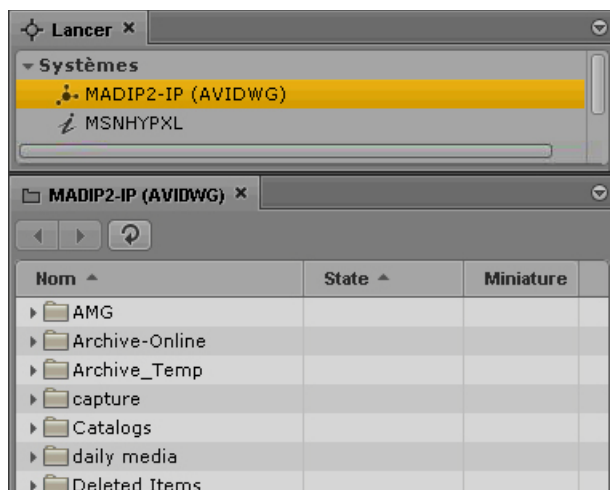 Lancer
Systèmes
MADIP2-IP (AVIDWG)
MSNHYPXL
MADIP2-IP (AVIDWG)
Nom State Miniature
AMG
Archive-Online
Archive_Temp
capture
Catalogs
daily media
Deleted Items